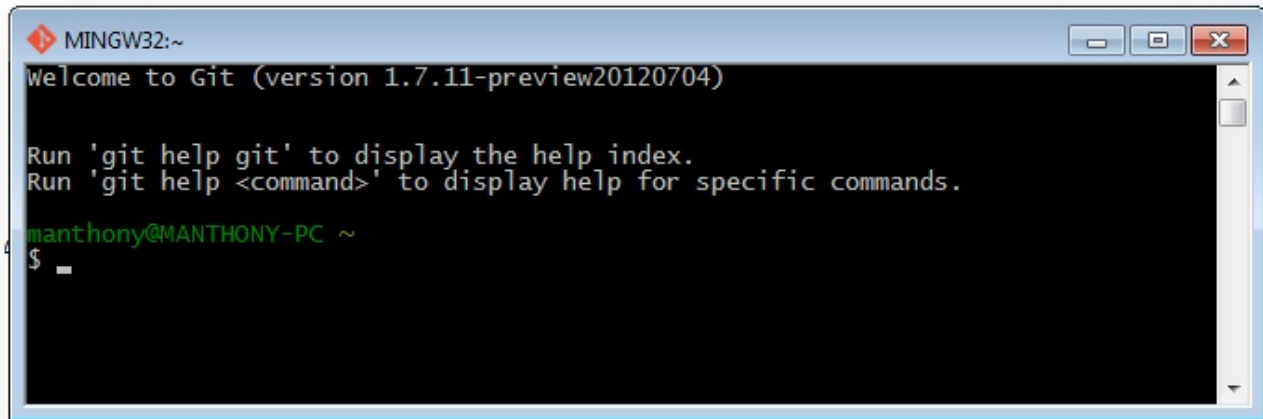 MINGW32:~
Welcome to Git (version 1.7.11-preview20120704)
Run 'git help git' to display the help index.
Run 'git help <command>' to display help for specific commands.
manthony@MANTHONY-PC ~
$